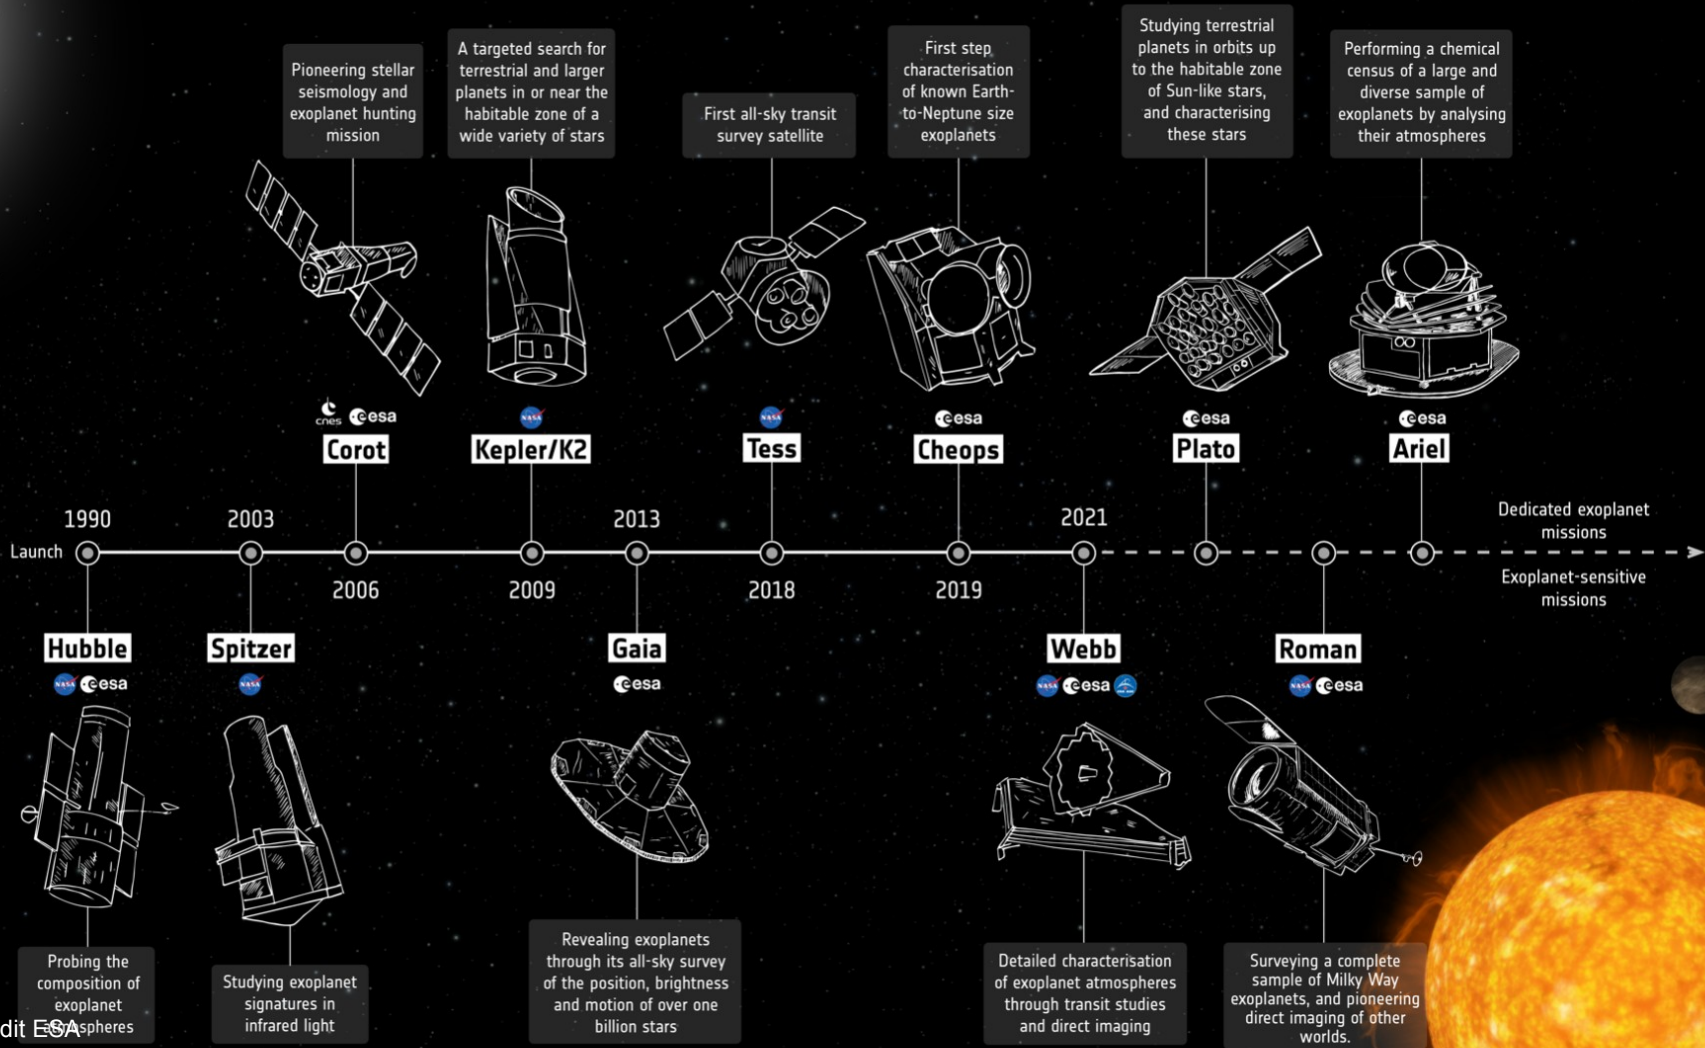 Pioneering stellar
seismology and
exoplanet hunting
mission
A targeted search for
terrestrial and larger
planets in or near the
habitable zone of a
wide variety of stars
First all-sky transit
survey satellite
First step
characterisation
of known Earth-
to-Neptune size
exoplanets
Studying terrestrial
planets in orbits up
to the habitable zone
of Sun-like stars,
and characterising
these stars
Performing a chemical
census of a large and
diverse sample of
exoplanets by analysing
their atmospheres
cnes esa
NASA
NASA
esa
esa
esa
Corot
Kepler/K2
Tess
Cheops
Plato
Ariel
1990
2003
2013
2021
Launch
Dedicated exoplanet
missions
2006
2009
2018
2019
Exoplanet-sensitive
missions
Hubble
Spitzer
Gaia
Webb
Roman
NASA esa
NASA
esa
NASA esa
NASA esa
Probing the
composition of
exoplanet
atmospheres
Studying exoplanet
signatures in
infrared light
Revealing exoplanets
through its all-sky survey
of the position, brightness
and motion of over one
billion stars
Detailed characterisation
of exoplanet atmospheres
through transit studies
and direct imaging
Surveying a complete
sample of Milky Way
exoplanets, and pioneering
direct imaging of other
worlds.
dit ESA